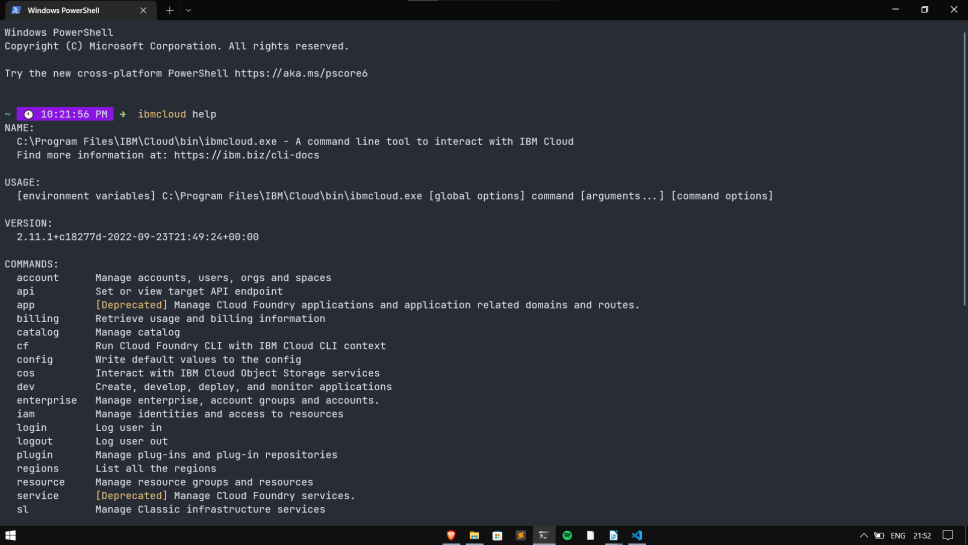 Windows PowerShell
Windows PowerShell
Copyright (C) Microsoft Corporation. All rights reserved.
Try the new cross-platform PowerShell https://aka.ms/pscore6
~ 10:21:56 PM → ibmcloud help
NAME:
C:\Program Files\IBM\Cloud\bin\ibmcloud.exe - A command line tool to interact with IBM Cloud
Find more information at: https://ibm.biz/cli-docs
USAGE:
[environment variables] C:\Program Files\IBM\Cloud\bin\ibmcloud.exe [global options] command [arguments...] [command options]
VERSION:
2.11.1+c18277d-2022-09-23T21:49:24+00:00
COMMANDS:
account Manage accounts, users, orgs and spaces
api Set or view target API endpoint
app [Deprecated] Manage Cloud Foundry applications and application related domains and routes.
billing Retrieve usage and billing information
catalog Manage catalog
cf Run Cloud Foundry CLI with IBM Cloud CLI context
config Write default values to the config
cos Interact with IBM Cloud Object Storage services
dev Create, develop, deploy, and monitor applications
enterprise Manage enterprise, account groups and accounts.
iam Manage identities and access to resources
login Log user in
logout Log user out
plugin Manage plug-ins and plug-in repositories
regions List all the regions
resource Manage resource groups and resources
service [Deprecated] Manage Cloud Foundry services.
sl Manage Classic infrastructure services
ENG 21:52